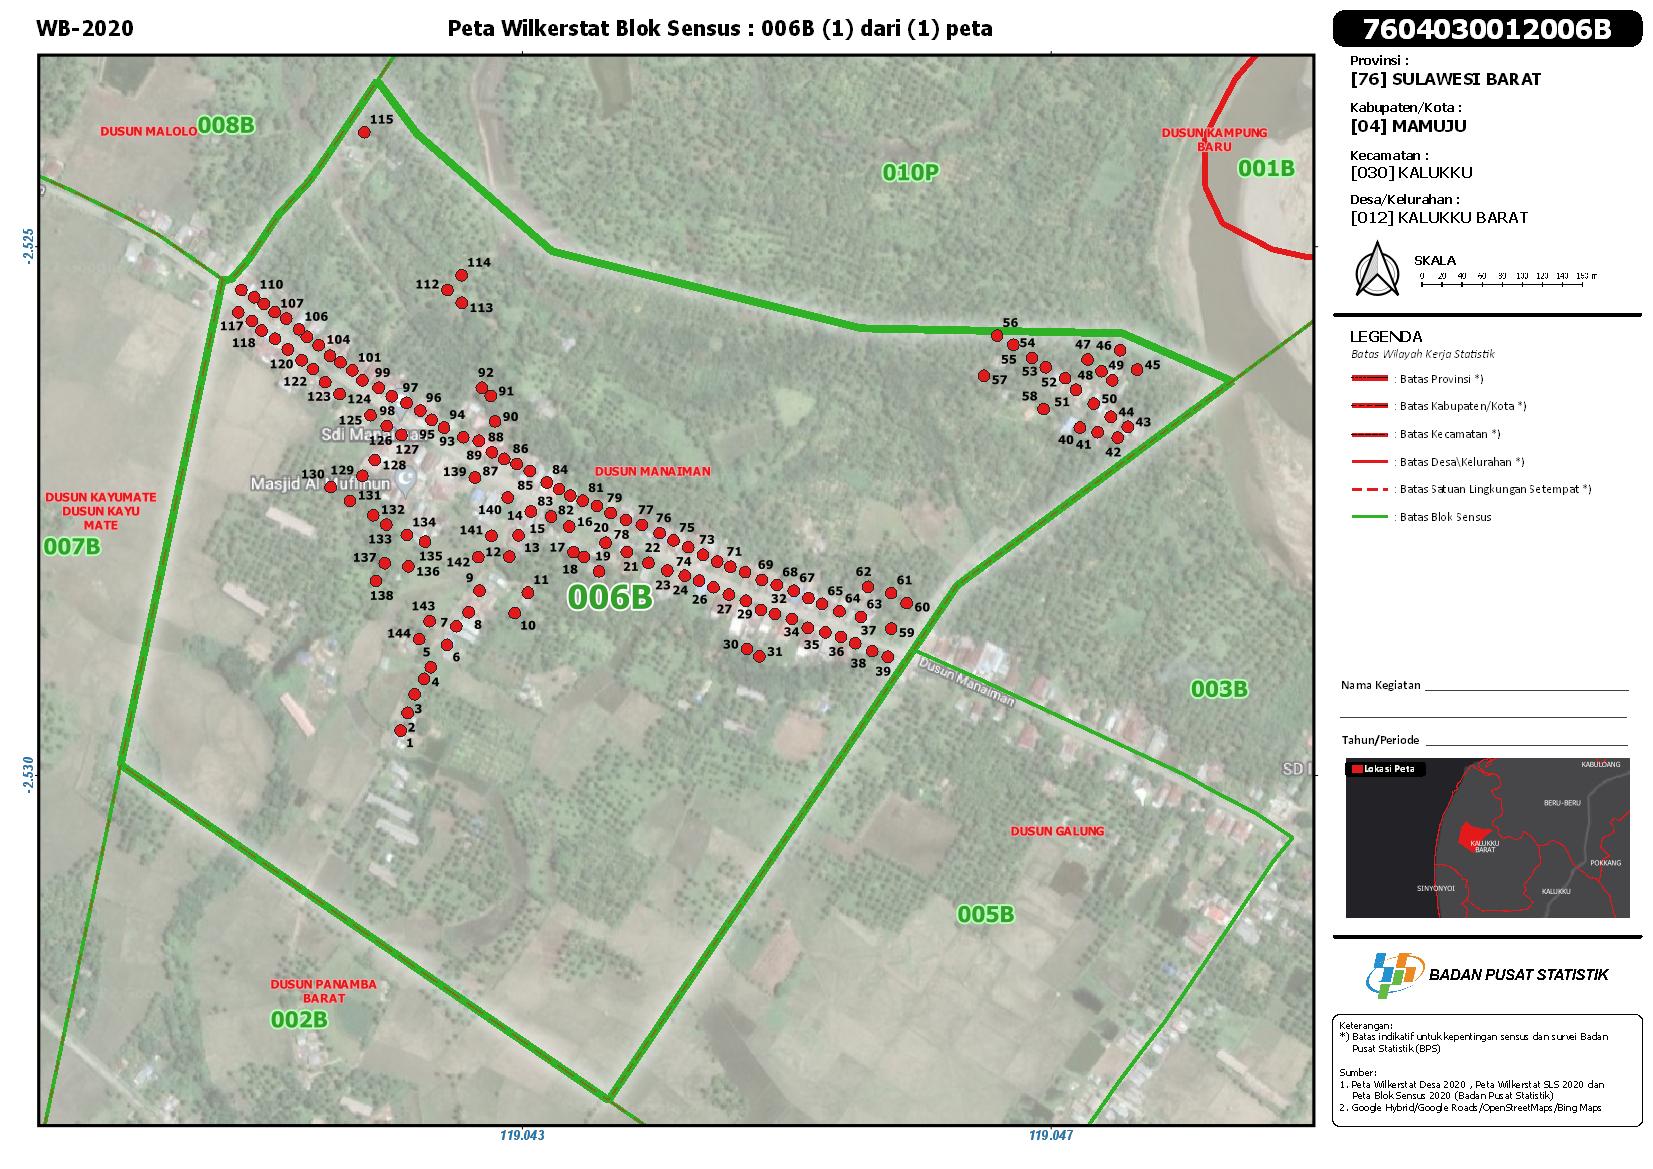 WB-2020
Peta Wilkerstat Blok Sensus : 006B (1) dari (1) peta
7604030012006B
Provinsi :
[76] SULAWESI BARAT
Kabupaten/Kota :
[04] MAMUJU
Kecamatan :
[030] KALUKKU
Desa/Kelurahan :
[012] KALUKKU BARAT
SKALA
0 20 40 60 80 100 120 140 160 m
LEGENDA
Batas Wilayah Kerja Statistik
: Batas Provinsi *)
: Batas Kabupaten/Kota *)
: Batas Kecamatan *)
: Batas Desa\Kelurahan *)
: Batas Satuan Lingkungan Setempat *)
: Batas Blok Sensus
Nama Kegiatan
Tahun/Periode
Lokasi Peta
KABULOANG
BERU-BERU
KALUKKU
BARAT
POKKANG
SINYONYOI
KALUKKU
BADAN PUSAT STATISTIK
Keterangan:
*) Batas indikatif untuk kepentingan sensus dan survei Badan
Pusat Statistik (BPS)
Sumber:
1. Peta Wilkerstat Desa 2020 , Peta Wilkerstat SLS 2020 dan
Peta Blok Sensus 2020 (Badan Pusat Statistik)
2. Google Hybrid/Google Roads/OpenStreetMaps/Bing Maps
DUSUN MALOLO
008B
115
010P
DUSUN KAMPUNG
BARU
001B
-2.525
114
112
113
110
107
106
104
101
99
97
96
94
117
118
120
122
123
124
125
98
95
93
126
127
128
129
130
131
132
133
134
135
136
137
138
92
91
90
88
89
86
87
139
140
141
142
143
144
85
84
83
82
81
79
78
77
76
75
74
73
71
69
68
67
65
64
63
62
61
60
59
56
54
55
53
52
57
58
51
47
46
49
48
45
50
44
43
40
41
42
Sdi Mana
Masjid Al Muflihun
DUSUN MANAIMAN
DUSUN KAYUMATE
DUSUN KAYU
MATE
007B
006B
14
15
16
20
12
13
17
18
19
21
22
23
24
26
27
29
32
34
35
36
37
38
39
30
31
9
11
10
7
8
5
6
4
3
2
1
Dusun Manaiman
003B
-2.530
DUSUN GALUNG
005B
DUSUN PANAMBA
BARAT
002B
119.043
119.047